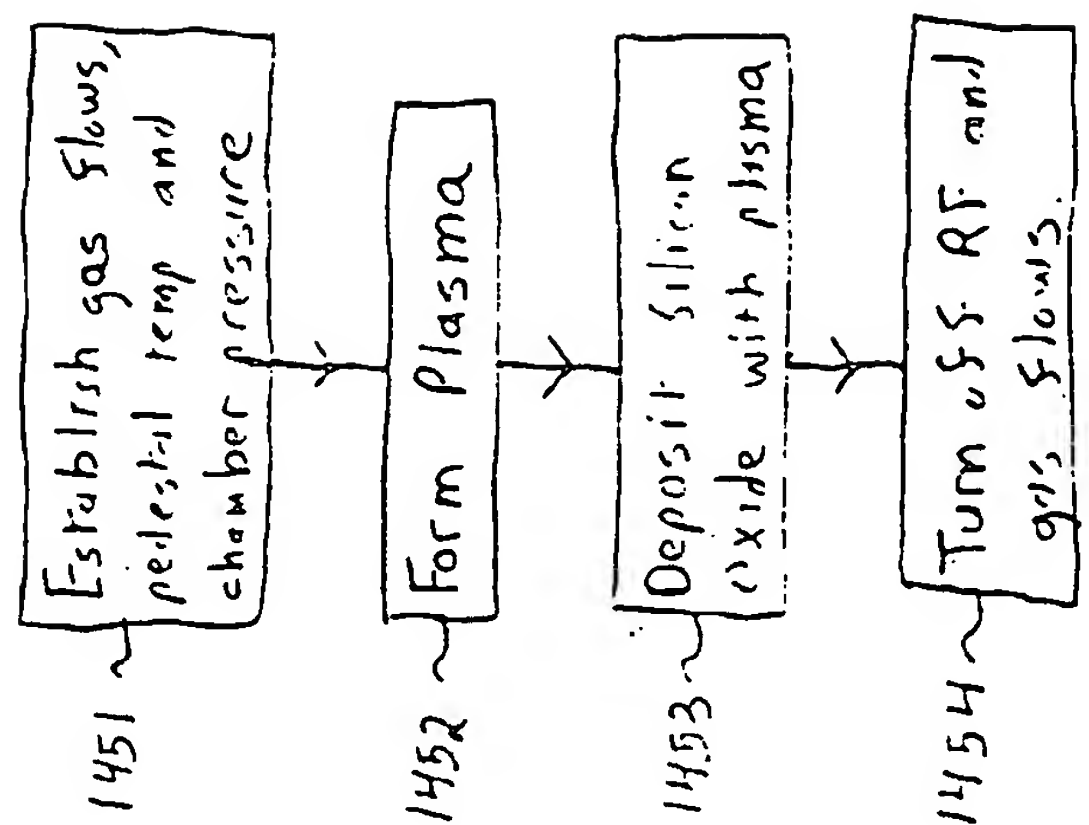 1451
Establish gas flows,
pedestal temp and
chamber pressure
1452
Form Plasma
1453
Deposit Silicon
Oxide with plasma
1454
Turn off RF and
gas flows.